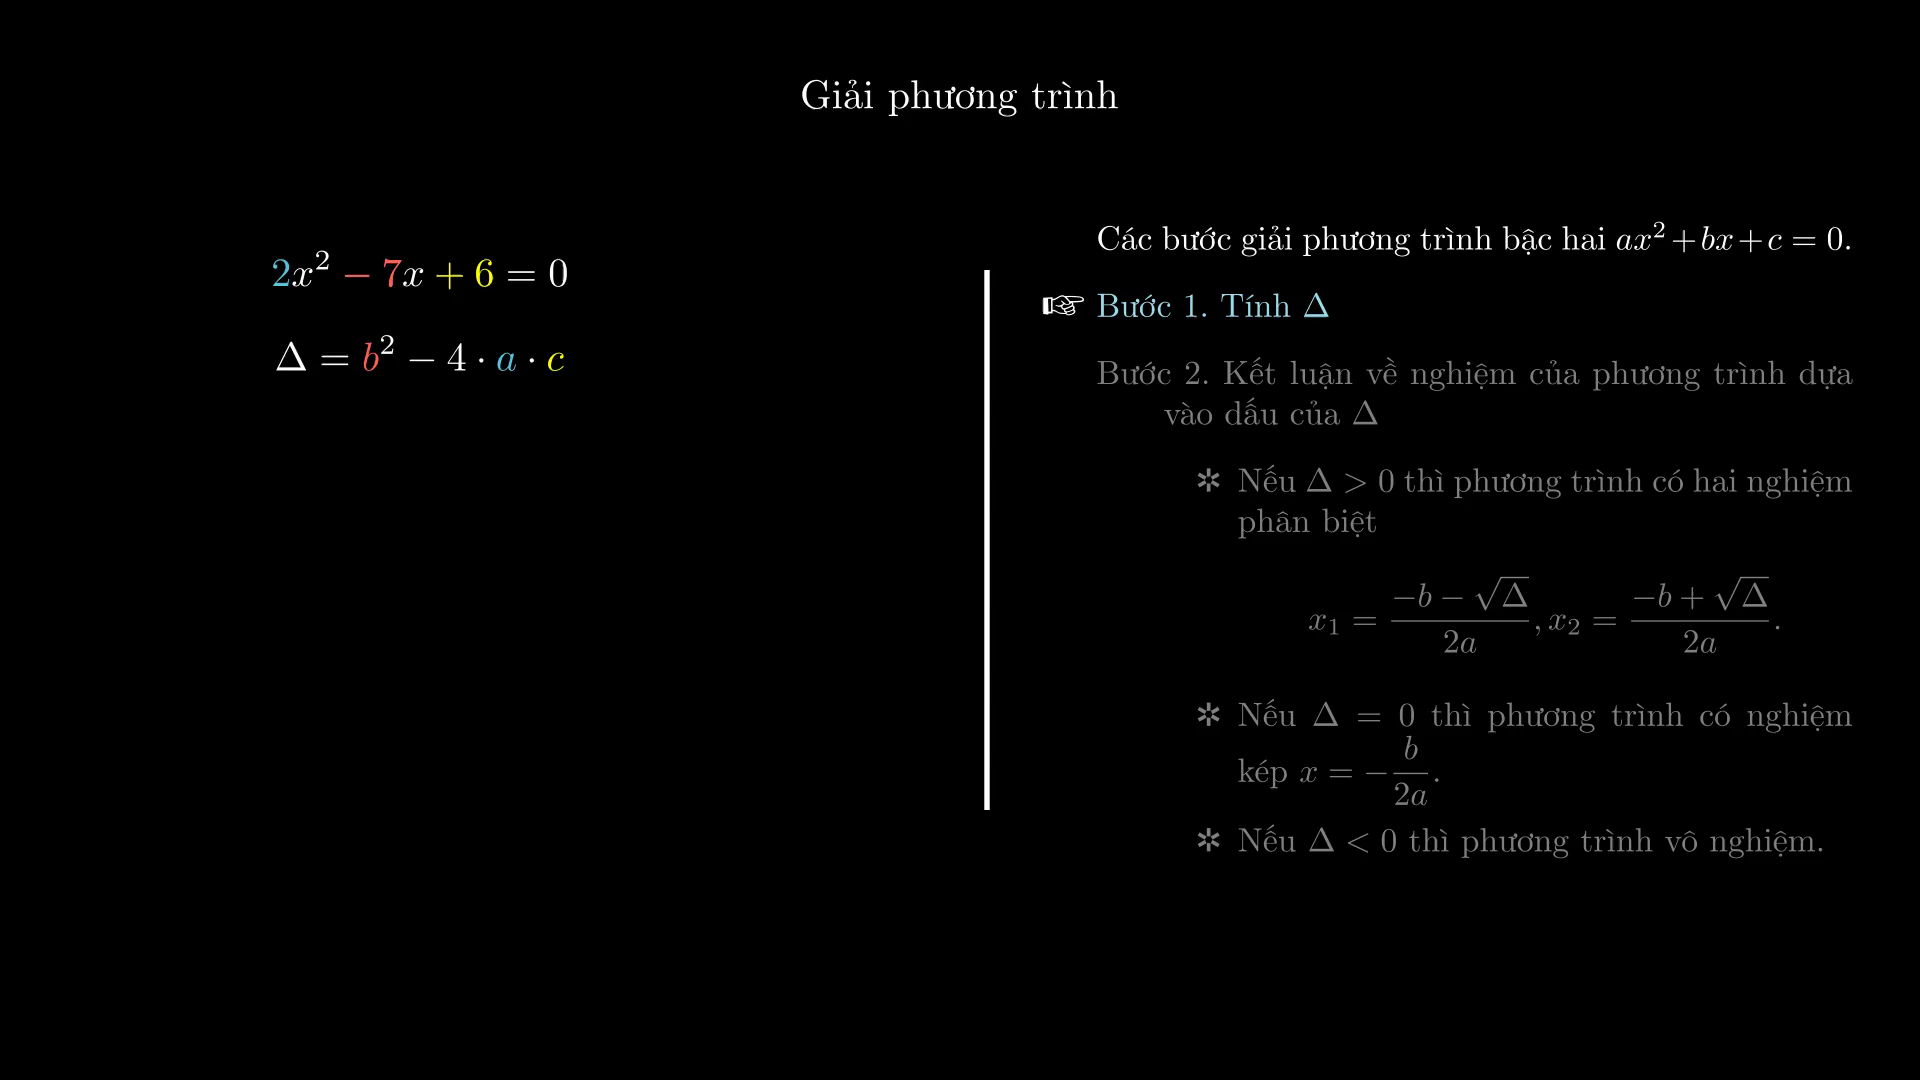 Giải phương trình
2x² − 7x + 6 = 0
Δ = b² − 4 · a · c
Các bước giải phương trình bậc hai ax² + bx + c = 0.
☞ Bước 1. Tính Δ
Bước 2. Kết luận về nghiệm của phương trình dựa
vào dấu của Δ
✲ Nếu Δ > 0 thì phương trình có hai nghiệm
phân biệt
x₁ = (−b − √Δ)/(2a), x₂ = (−b + √Δ)/(2a).
✲ Nếu Δ = 0 thì phương trình có nghiệm
kép x = −b/(2a).
✲ Nếu Δ < 0 thì phương trình vô nghiệm.